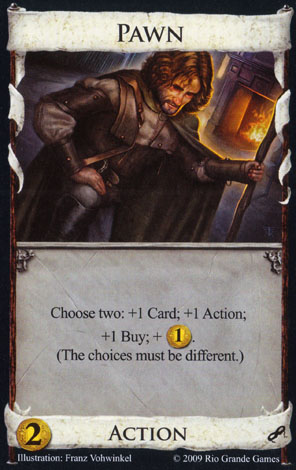 PAWN
Choose two: +1 Card; +1 Action;
+1 Buy; + 1.
(The choices must be different.)
2 ACTION
Illustration: Franz Vohwinkel © 2009 Rio Grande Games